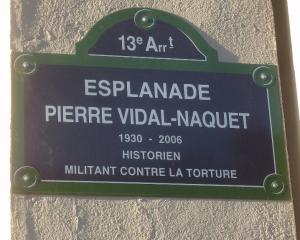 13e Arrt
ESPLANADE
PIERRE VIDAL-NAQUET
1930 - 2006
HISTORIEN
MILITANT CONTRE LA TORTURE